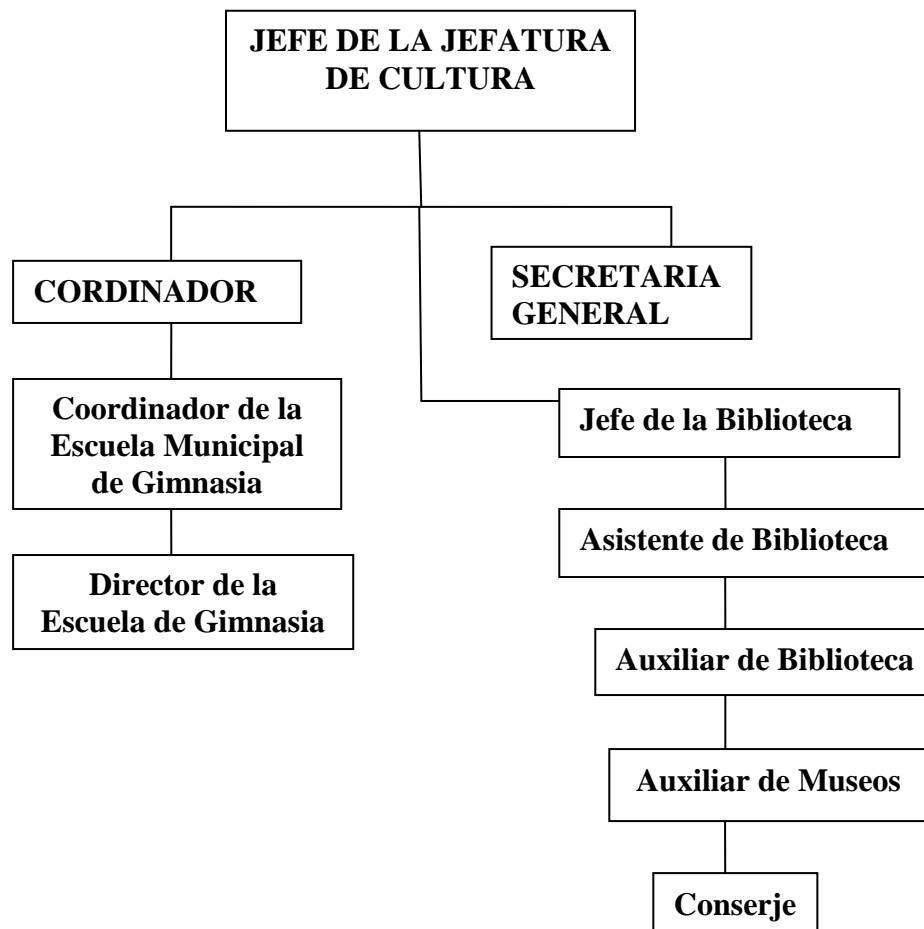 JEFE DE LA JEFATURA
DE CULTURA
CORDINADOR
SECRETARIA
GENERAL
Coordinador de la
Escuela Municipal
de Gimnasia
Jefe de la Biblioteca
Asistente de Biblioteca
Director de la
Escuela de Gimnasia
Auxiliar de Biblioteca
Auxiliar de Museos
Conserje